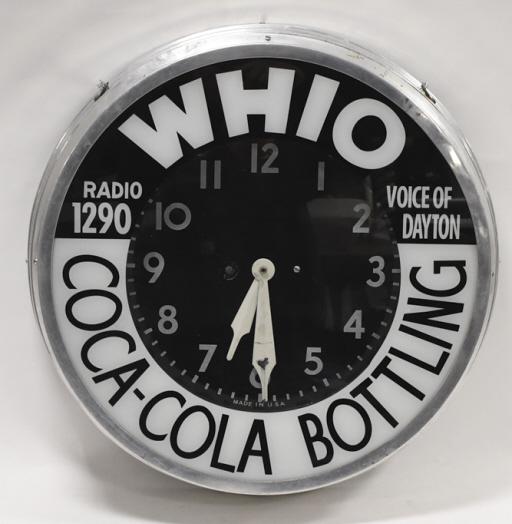 WHIO
RADIO
1290
VOICE OF
DAYTON
12
1
2
3
4
5
6
7
8
9
10
11
MADE IN U.S.A.
COCA-COLA BOTTLING